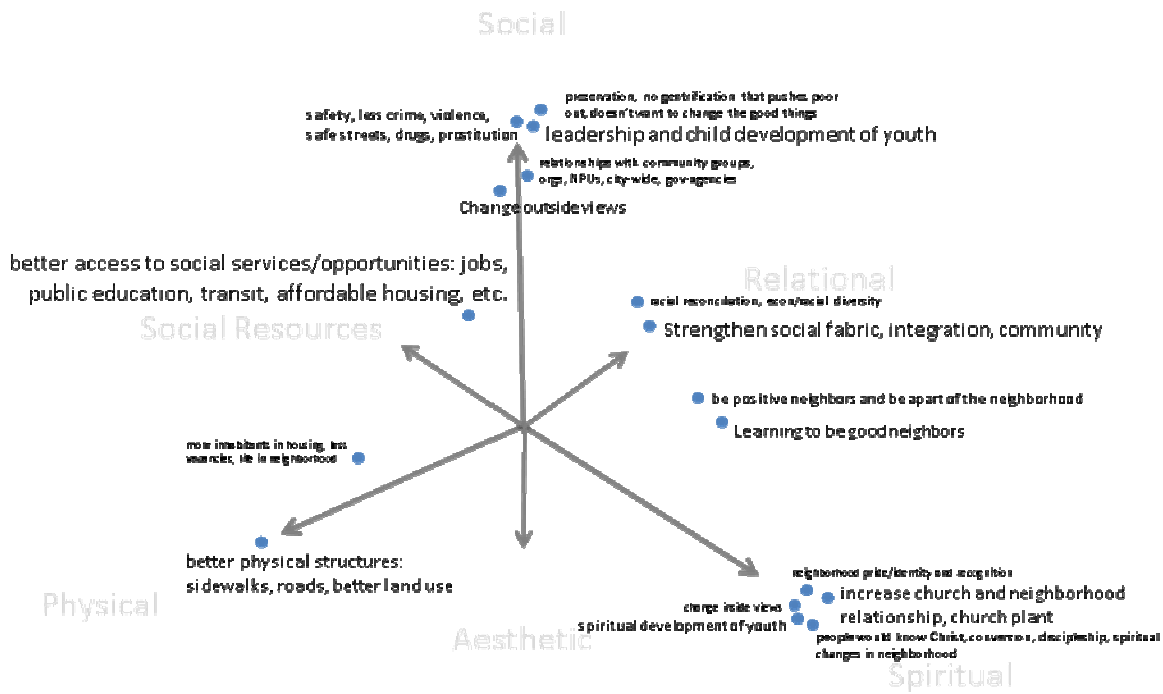 Social
preservation, no gentrification that pushes poor
out, doesn't want to change the good things
safety, less crime, violence,
safe streets, drugs, prostitution
leadership and child development of youth
relationships with community groups,
orgs, NPUs, city-wide, gov-agencies
Change outside views
better access to social services/opportunities: jobs,
public education, transit, affordable housing, etc.
Relational
racial reconciliation, econ/racial diversity
Social Resources
Strengthen social fabric, integration, community
be positive neighbors and be apart of the neighborhood
Learning to be good neighbors
more inhabitants in housing, less
vacancies, life in neighborhood
better physical structures:
sidewalks, roads, better land use
neighborhood pride/identity and recognition
increase church and neighborhood
relationship, church plant
change inside views
spiritual development of youth
people would know Christ, conversion, discipleship, spiritual
changes in neighborhood
Physical
Aesthetic
Spiritual